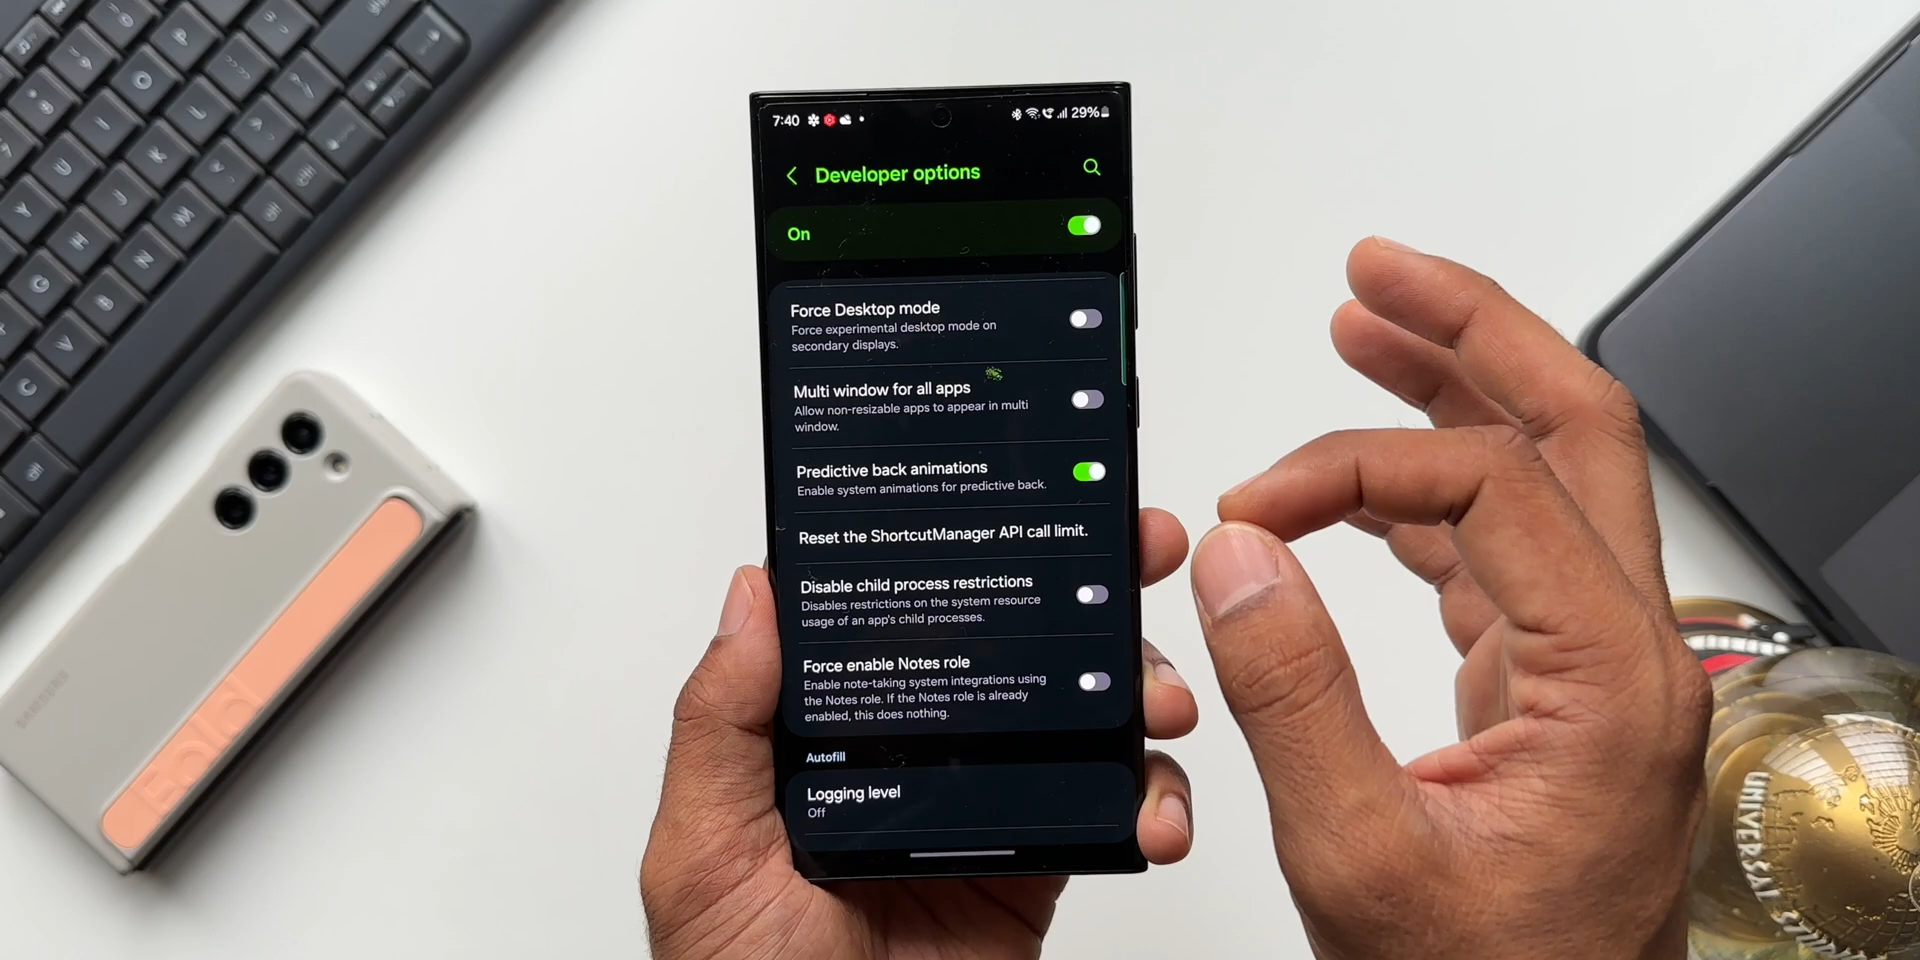 7:40
29%
Developer options
On
Force Desktop mode
Force experimental desktop mode on
secondary displays.
Multi window for all apps
Allow non-resizable apps to appear in multi
window.
Predictive back animations
Enable system animations for predictive back.
Reset the ShortcutManager API call limit.
Disable child process restrictions
Disables restrictions on the system resource
usage of an app's child processes.
Force enable Notes role
Enable note-taking system integrations using
the Notes role. If the Notes role is already
enabled, this does nothing.
Autofill
Logging level
Off
SAMSUNG
Fold
UNIVERSAL STUDI